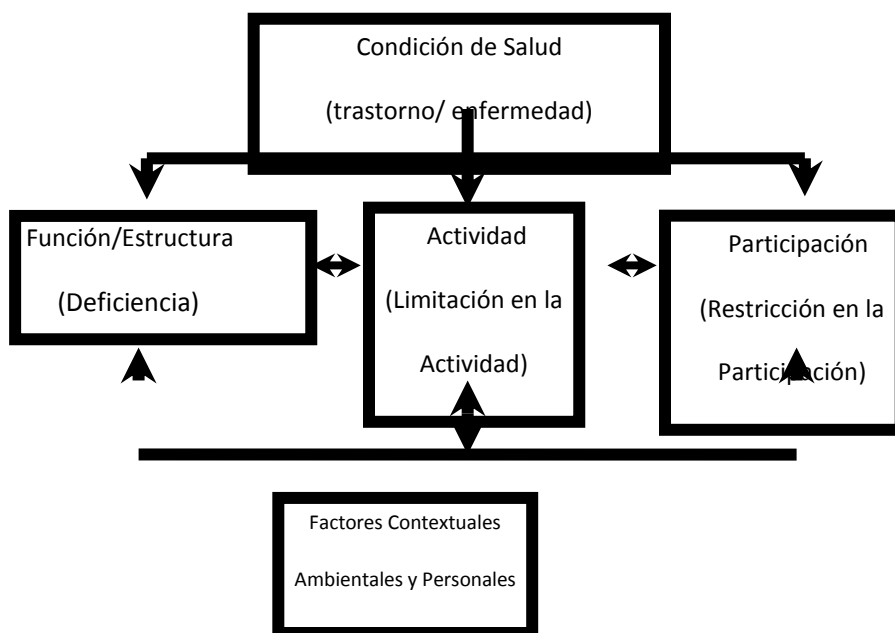 Condición de Salud
(trastorno/ enfermedad)
Función/Estructura
(Deficiencia)
Actividad
(Limitación en la
Actividad)
Participación
(Restricción en la
Participación)
Factores Contextuales
Ambientales y Personales